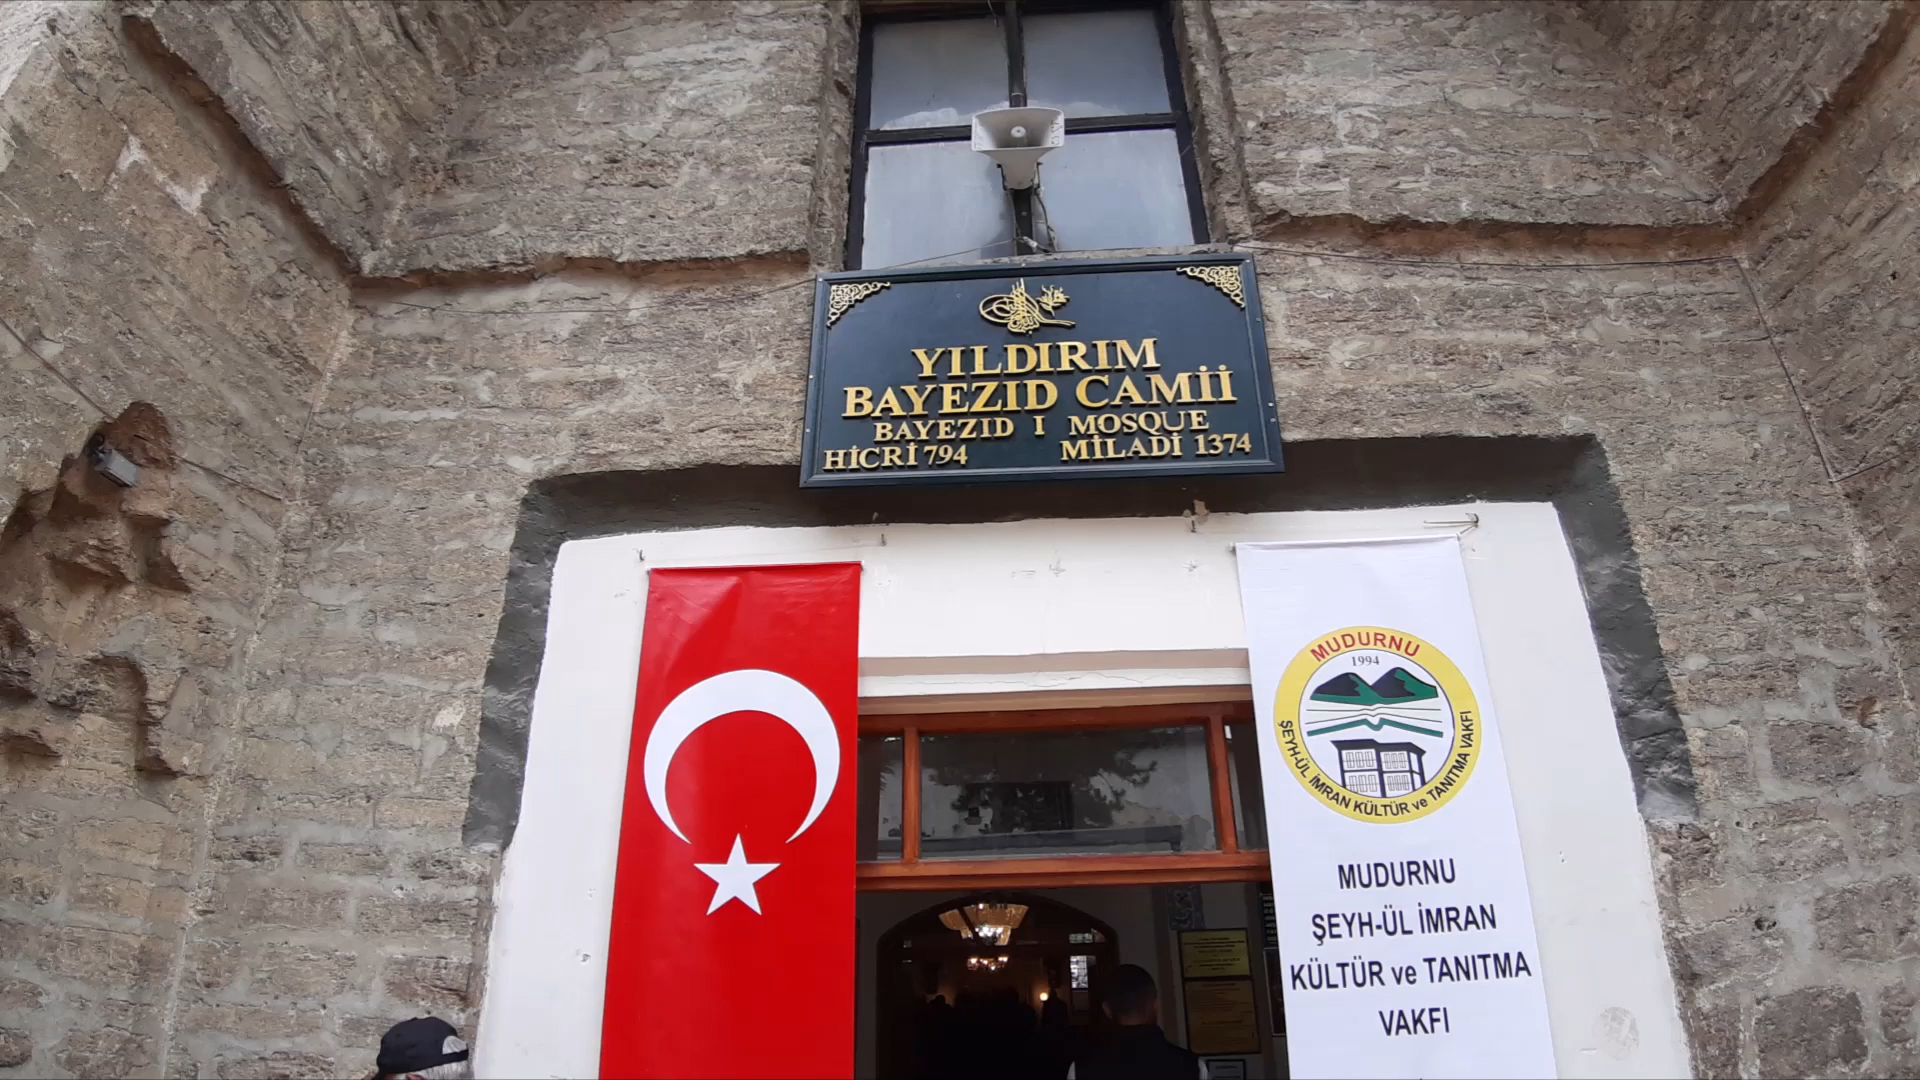 YILDIRIM
BAYEZID CAMİİ
BAYEZID I MOSQUE
HİCRİ 794 MİLADİ 1374
MUDURNU
1994
ŞEYH-ÜL İMRAN KÜLTÜR ve TANITMA VAKFI
MUDURNU
ŞEYH-ÜL İMRAN
KÜLTÜR ve TANITMA
VAKFI